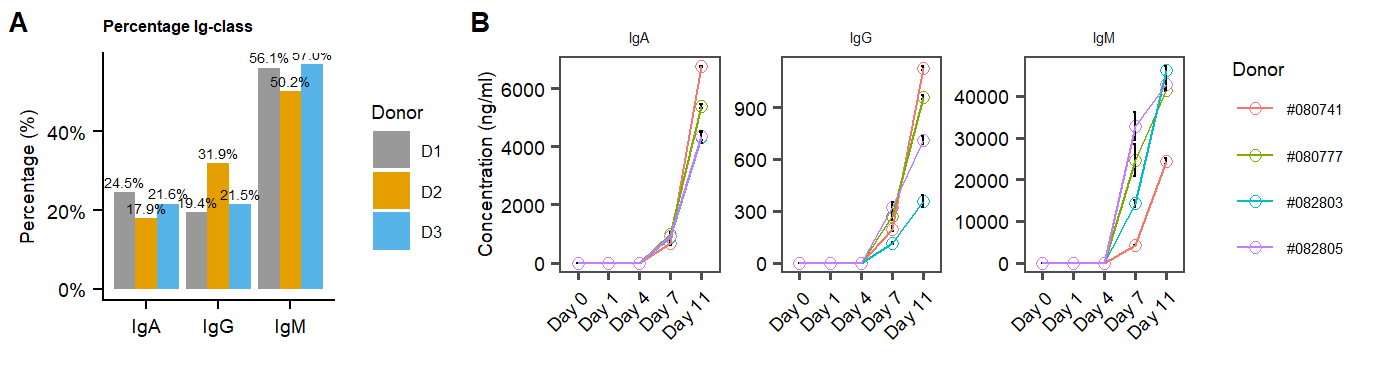 A
Percentage Ig-class
Percentage (%)
40%
20%
0%
24.5%
17.9%
21.6%
19.4%
31.9%
21.5%
56.1%
50.2%
57.0%
IgA
IgG
IgM
Donor
D1
D2
D3
B
Concentration (ng/ml)
IgA
6000
4000
2000
0
Day 0
Day 1
Day 4
Day 7
Day 11
IgG
900
600
300
0
Day 0
Day 1
Day 4
Day 7
Day 11
IgM
40000
30000
20000
10000
0
Day 0
Day 1
Day 4
Day 7
Day 11
Donor
#080741
#080777
#082803
#082805